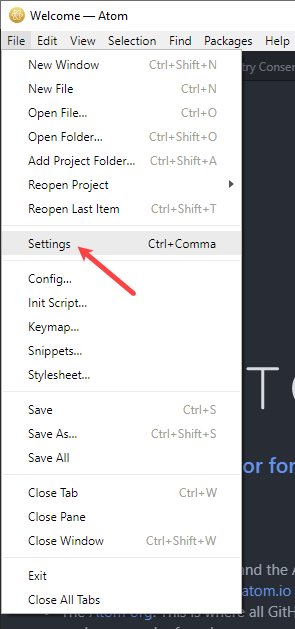 Welcome — Atom
File Edit View Selection Find Packages Help
New Window Ctrl+Shift+N
New File Ctrl+N
Open File... Ctrl+O
Open Folder... Ctrl+Shift+O
Add Project Folder... Ctrl+Shift+A
Reopen Project
Reopen Last Item Ctrl+Shift+T
Settings Ctrl+Comma
Config...
Init Script...
Keymap...
Snippets...
Stylesheet...
Save Ctrl+S
Save As... Ctrl+Shift+S
Save All
Close Tab Ctrl+W
Close Pane
Close Window Ctrl+Shift+W
Exit
Close All Tabs
try Conser
T
or for
and the A
atom.io
The Atom org. This is where all GitH